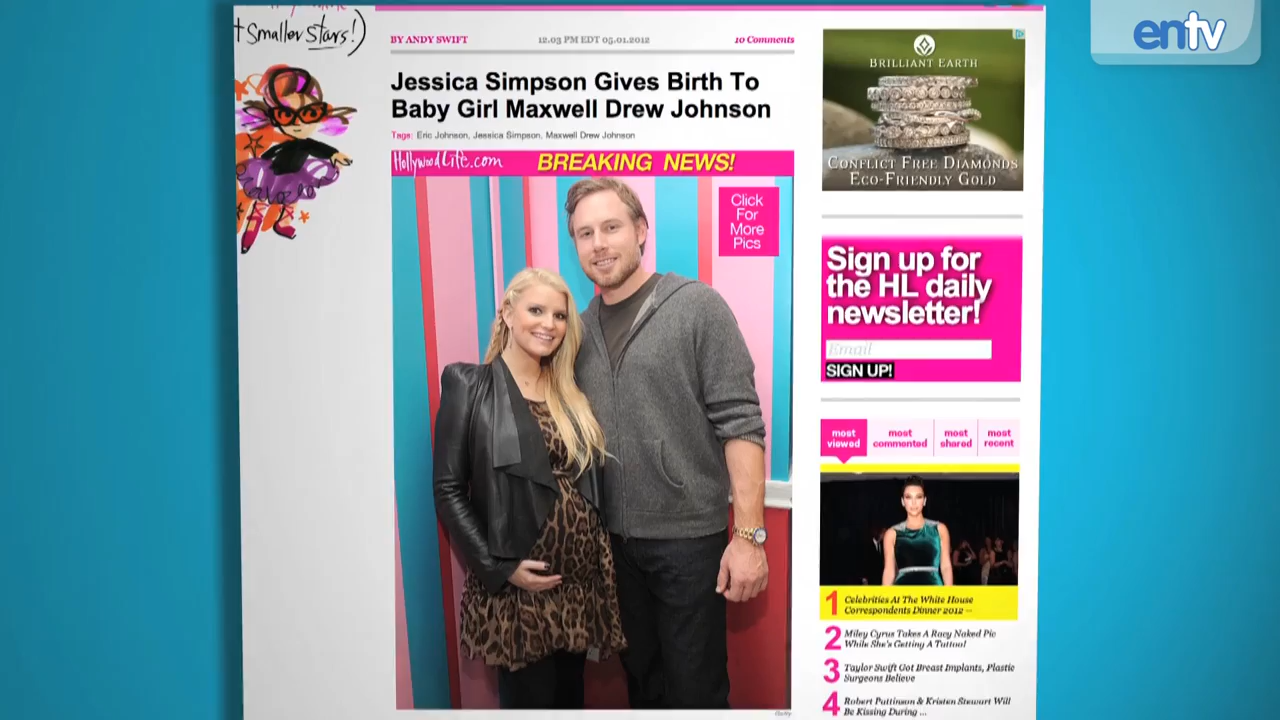 entv
+ Smaller Stars!)
BY ANDY SWIFT
12.03 PM EDT 05.01.2012
10 Comments
Jessica Simpson Gives Birth To
Baby Girl Maxwell Drew Johnson
Tags: Eric Johnson, Jessica Simpson, Maxwell Drew Johnson
HollywoodLife.com
BREAKING NEWS!
Click
For
More
Pics
BRILLIANT EARTH
CONFLICT FREE DIAMONDS
ECO-FRIENDLY GOLD
Sign up for
the HL daily
newsletter!
Email
SIGN UP!
most
viewed
most
commented
most
shared
most
recent
1 Celebrities At The White House
Correspondents Dinner 2012 –
2 Miley Cyrus Takes A Racy Naked Pic
While She's Getting A Tattoo!
3 Taylor Swift Got Breast Implants, Plastic
Surgeons Believe
4 Robert Pattinson & Kristen Stewart Will
Be Kissing During ...